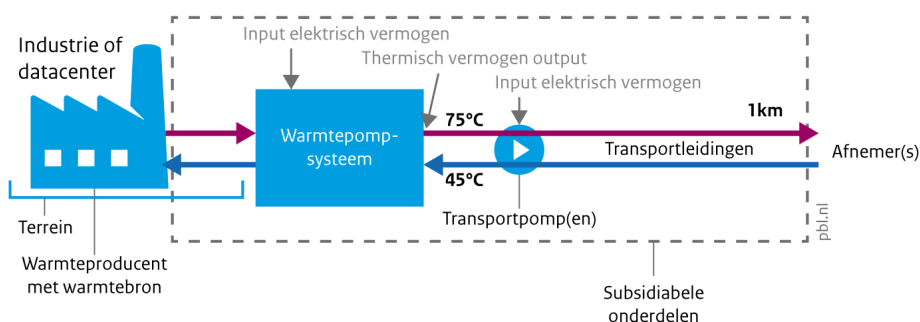 Input elektrisch vermogen
Industrie of
datacenter
Thermisch vermogen output
Input elektrisch vermogen
75°C
1km
Warmtepomp-
systeem
Transportleidingen
Afnemer(s)
45°C
Transportpomp(en)
Terrein
pbl.nl
Warmteproducent
met warmtebron
Subsidiabele
onderdelen